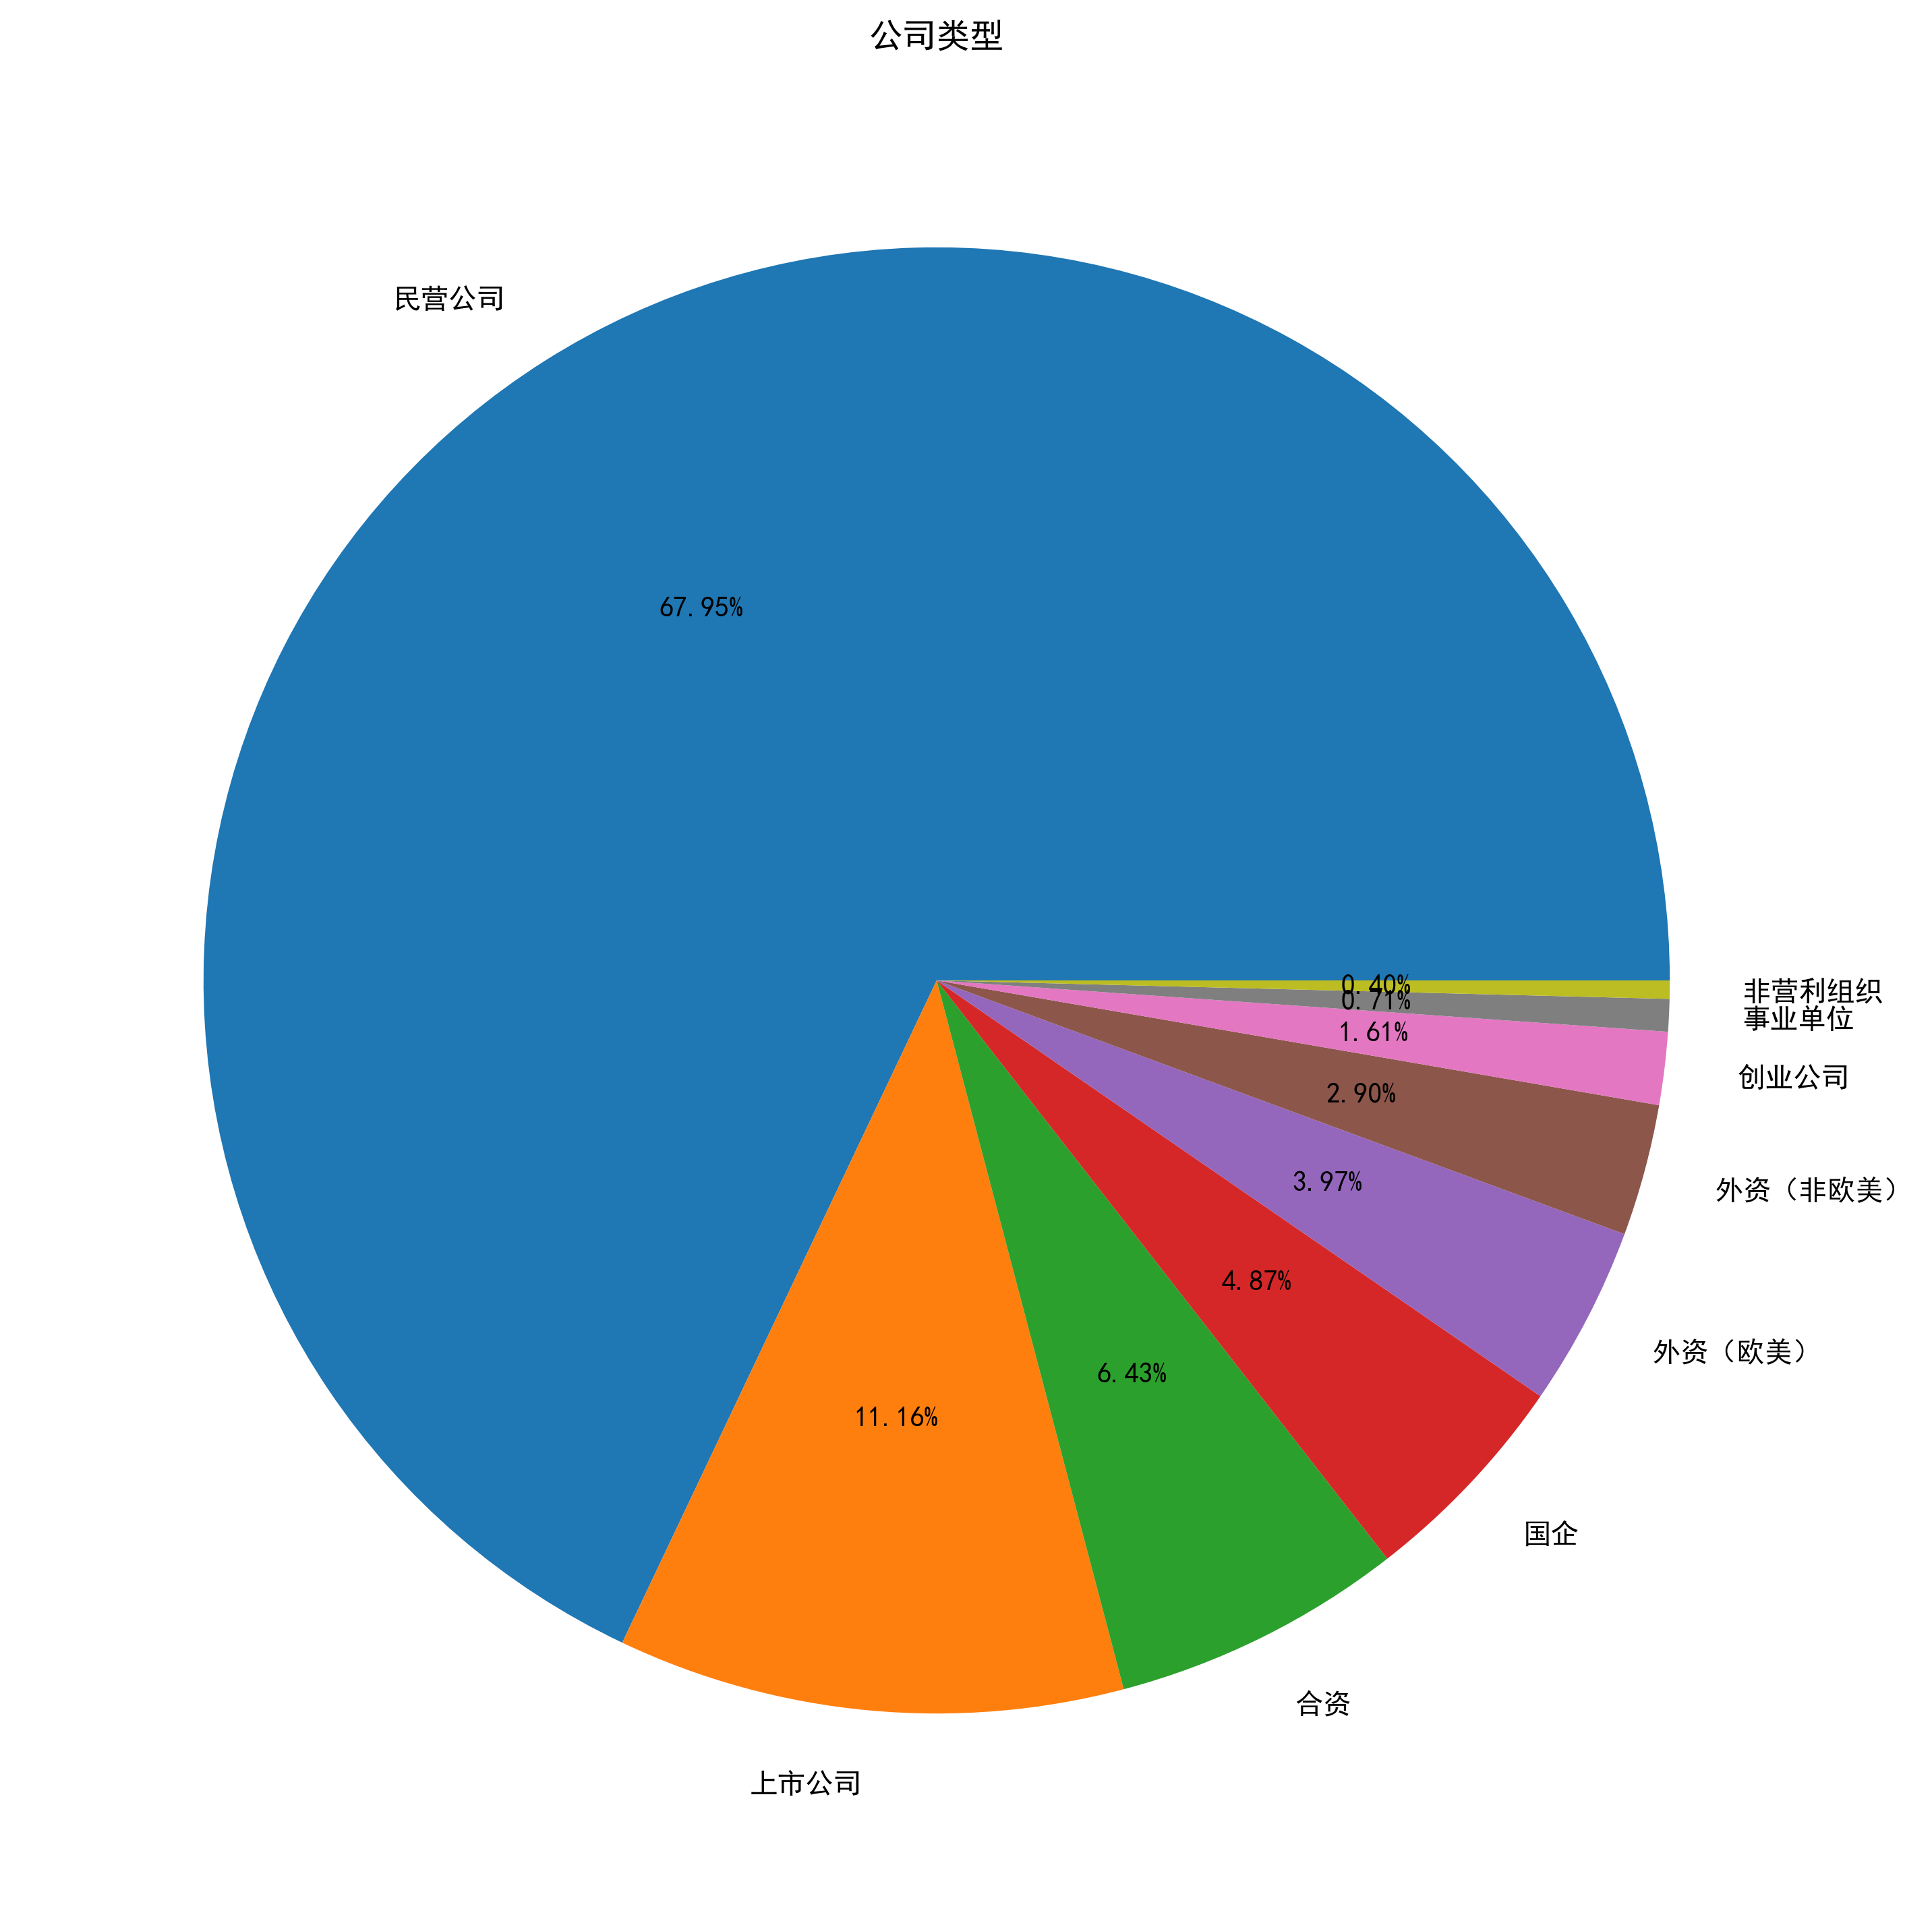 公司类型
民营公司
67.95%
0.40%
非营利组织
0.71%
事业单位
1.61%
创业公司
2.90%
外资（非欧美）
3.97%
外资（欧美）
4.87%
国企
6.43%
合资
11.16%
上市公司